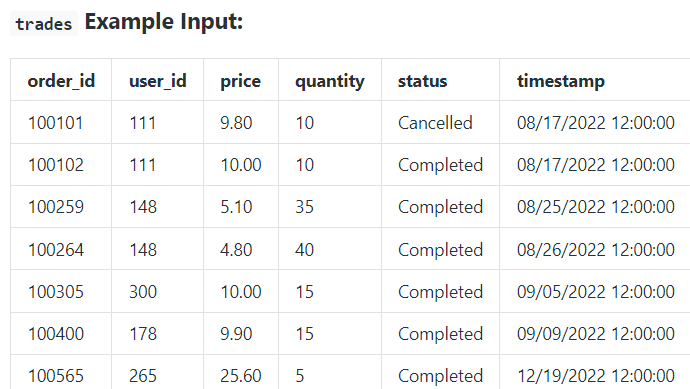 trades Example Input:
order_id user_id price quantity status timestamp
100101 111 9.80 10 Cancelled 08/17/2022 12:00:00
100102 111 10.00 10 Completed 08/17/2022 12:00:00
100259 148 5.10 35 Completed 08/25/2022 12:00:00
100264 148 4.80 40 Completed 08/26/2022 12:00:00
100305 300 10.00 15 Completed 09/05/2022 12:00:00
100400 178 9.90 15 Completed 09/09/2022 12:00:00
100565 265 25.60 5 Completed 12/19/2022 12:00:00